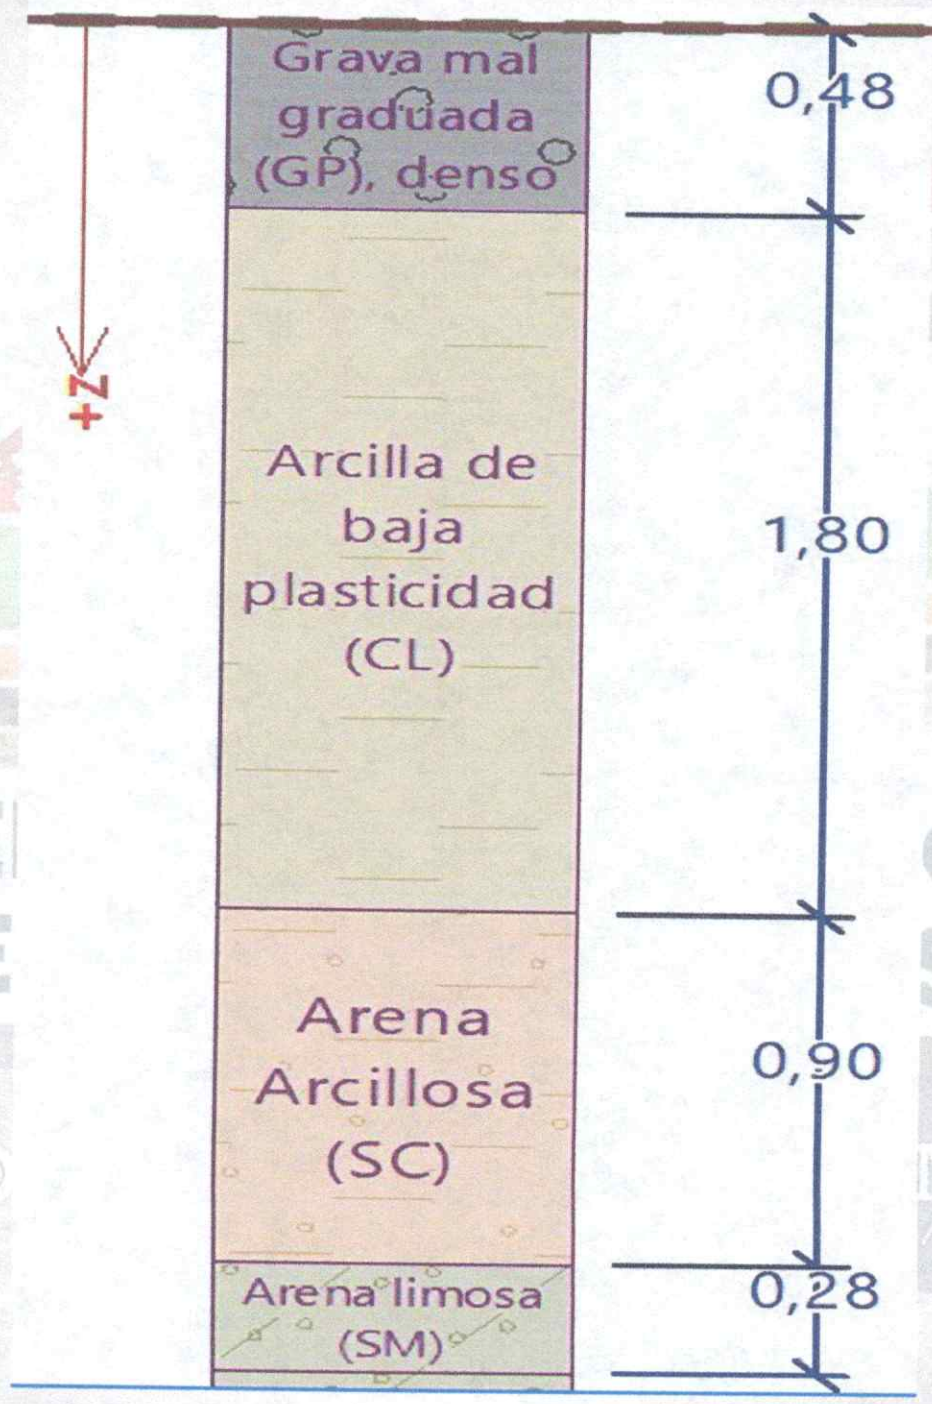 Grava mal
graduada
(GP), denso
0,48
+Z
Arcilla de
baja
plasticidad
(CL)
1,80
Arena
Arcillosa
(SC)
0,90
Arena limosa
(SM)
0,28